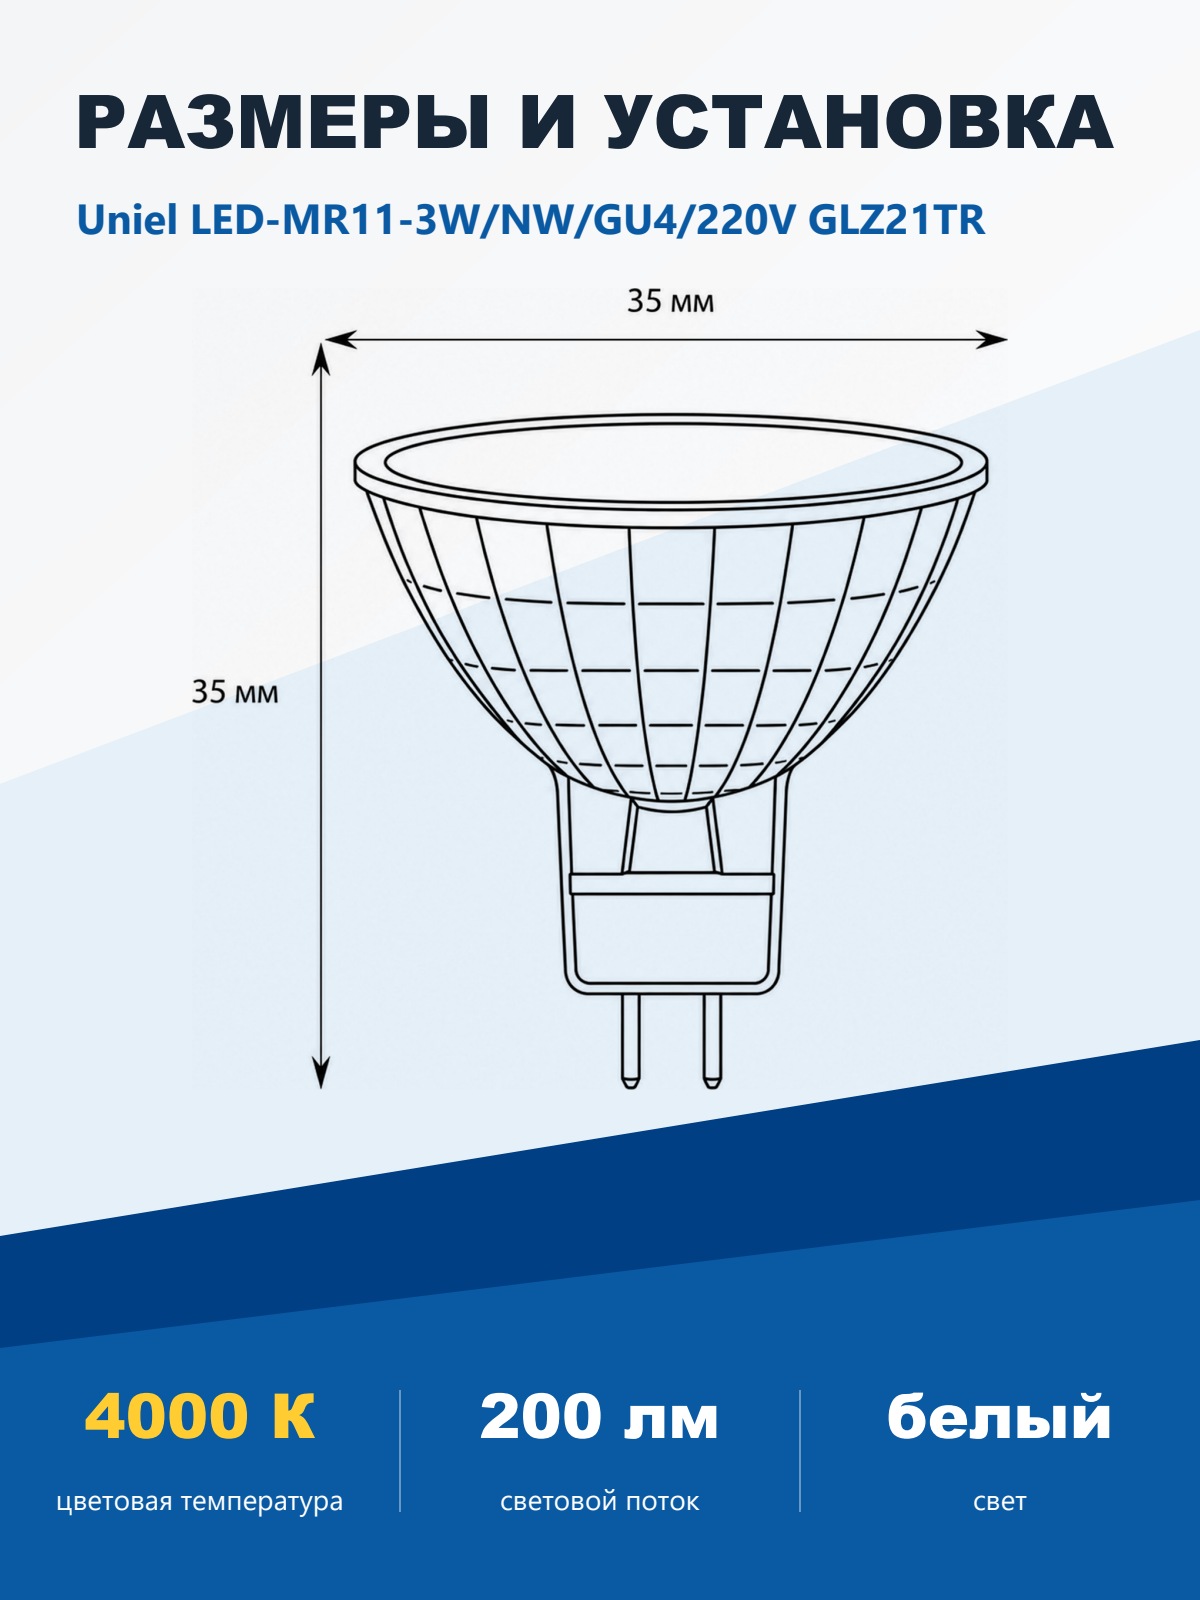 РАЗМЕРЫ И УСТАНОВКА
Uniel LED-MR11-3W/NW/GU4/220V GLZ21TR
35 мм
35 мм
4000 К
200 лм
белый
цветовая температура
световой поток
свет